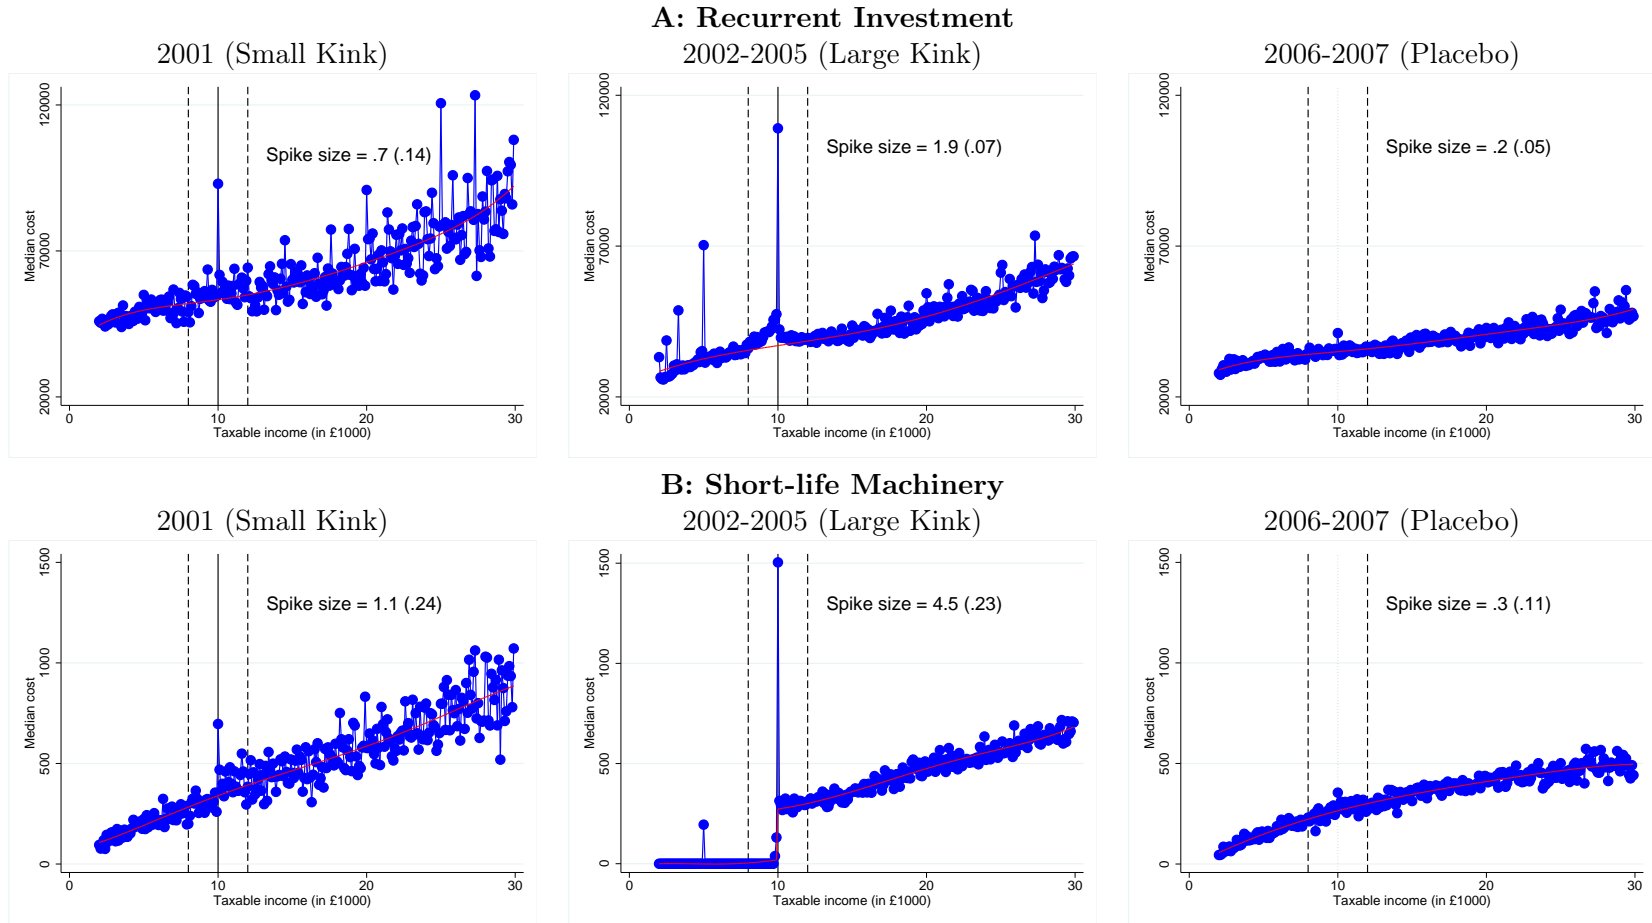 A: Recurrent Investment
2001 (Small Kink)
2002-2005 (Large Kink)
2006-2007 (Placebo)
Median cost
20000
70000
120000
Spike size = .7 (.14)
0
10
20
30
Taxable income (in £1000)
Median cost
20000
70000
120000
Spike size = 1.9 (.07)
0
10
20
30
Taxable income (in £1000)
Median cost
20000
70000
120000
Spike size = .2 (.05)
0
10
20
30
Taxable income (in £1000)
B: Short-life Machinery
2001 (Small Kink)
2002-2005 (Large Kink)
2006-2007 (Placebo)
Median cost
0
500
1000
1500
Spike size = 1.1 (.24)
0
10
20
30
Taxable income (in £1000)
Median cost
0
500
1000
1500
Spike size = 4.5 (.23)
0
10
20
30
Taxable income (in £1000)
Median cost
0
500
1000
1500
Spike size = .3 (.11)
0
10
20
30
Taxable income (in £1000)